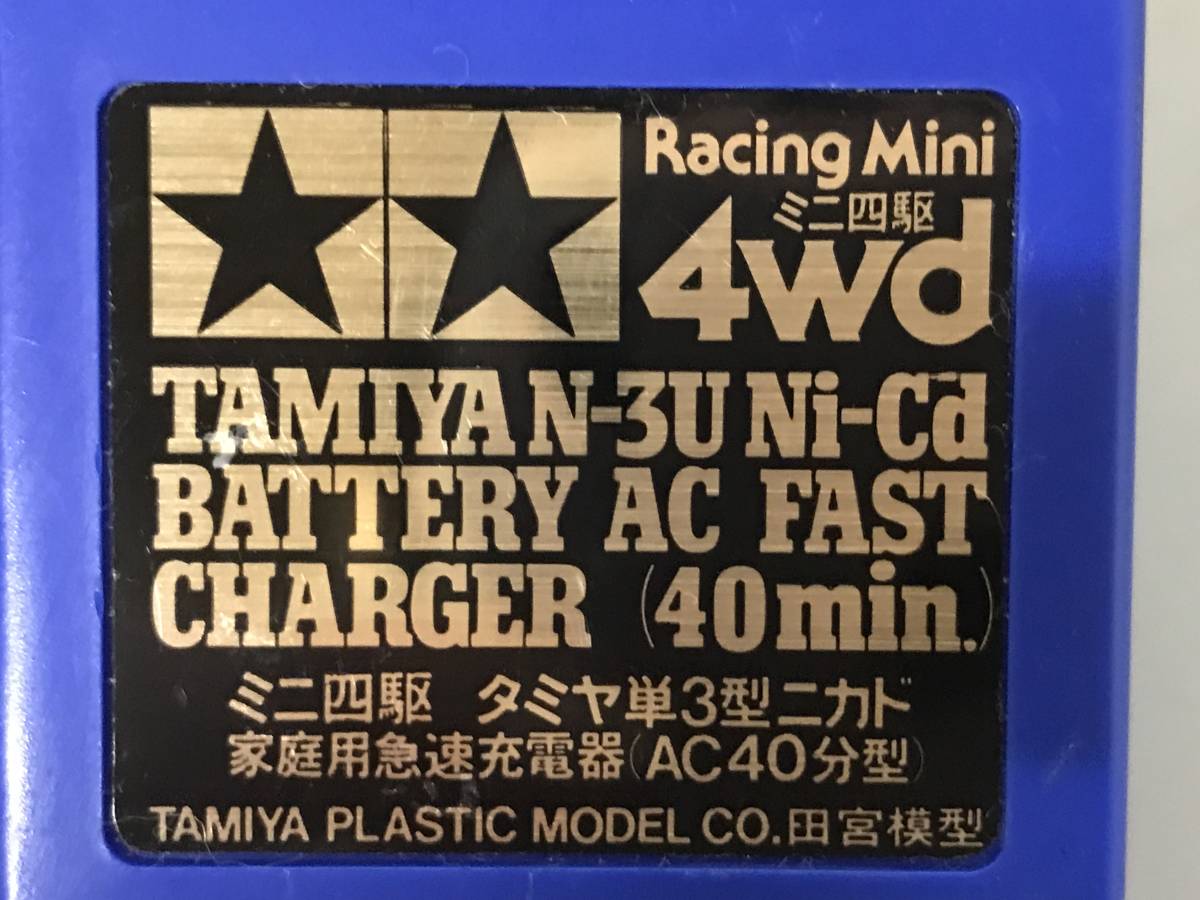 Racing Mini
ミニ四駆
4wd
TAMIYA N-3U Ni-Cd
BATTERY AC FAST
CHARGER (40min.)
ミニ四駆 タミヤ単3型ニカド
家庭用急速充電器(AC40分型)
TAMIYA PLASTIC MODEL CO.田宮模型